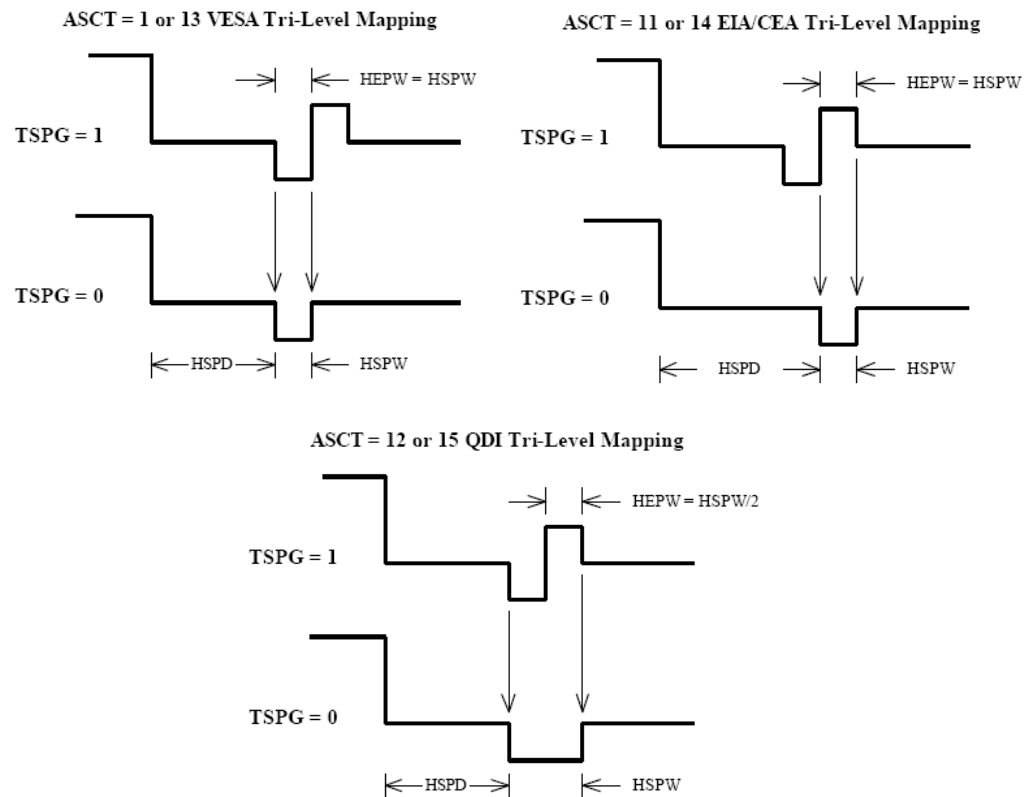 ASCT = 1 or 13 VESA Tri-Level Mapping
HEPW = HSPW
TSPG = 1
TSPG = 0
HSPD
HSPW
ASCT = 11 or 14 EIA/CEA Tri-Level Mapping
HEPW = HSPW
TSPG = 1
TSPG = 0
HSPD
HSPW
ASCT = 12 or 15 QDI Tri-Level Mapping
HEPW = HSPW/2
TSPG = 1
TSPG = 0
HSPD
HSPW